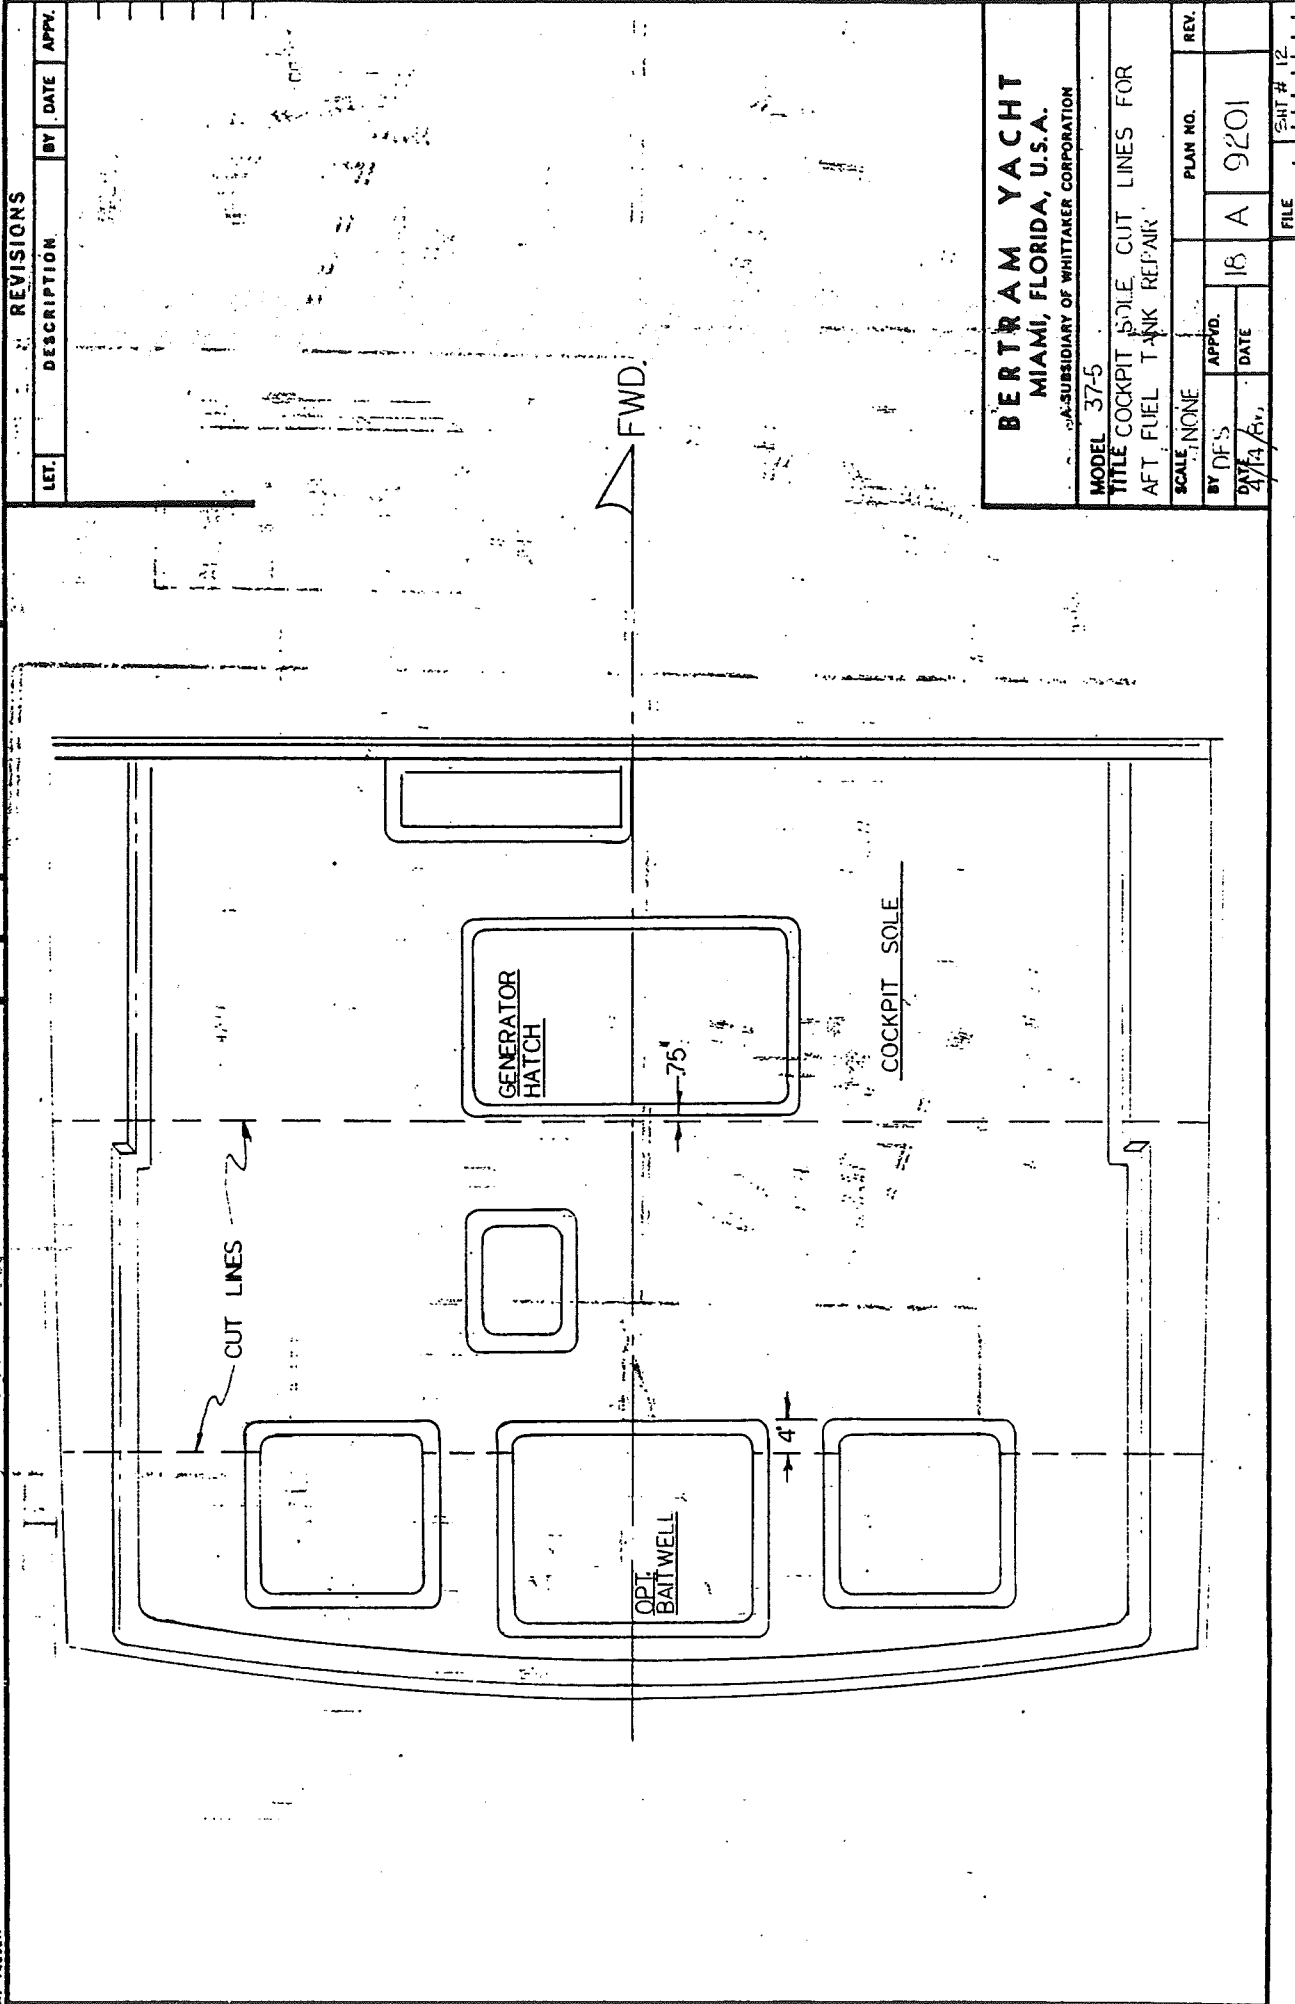 REVISIONS
LET. DESCRIPTION BY DATE APPV.
FWD.
GENERATOR
HATCH
.75"
COCKPIT SOLE
CUT LINES
4"
OPT.
BAITWELL
BERTRAM YACHT
MIAMI, FLORIDA, U.S.A.
A SUBSIDIARY OF WHITTAKER CORPORATION
MODEL 37-5
TITLE COCKPIT SOLE CUT LINES FOR
AFT FUEL TANK REPAIR
SCALE NONE PLAN NO. REV.
BY DFS APPVD. 18 A 9201
DATE DATE
FILE SHT # 12